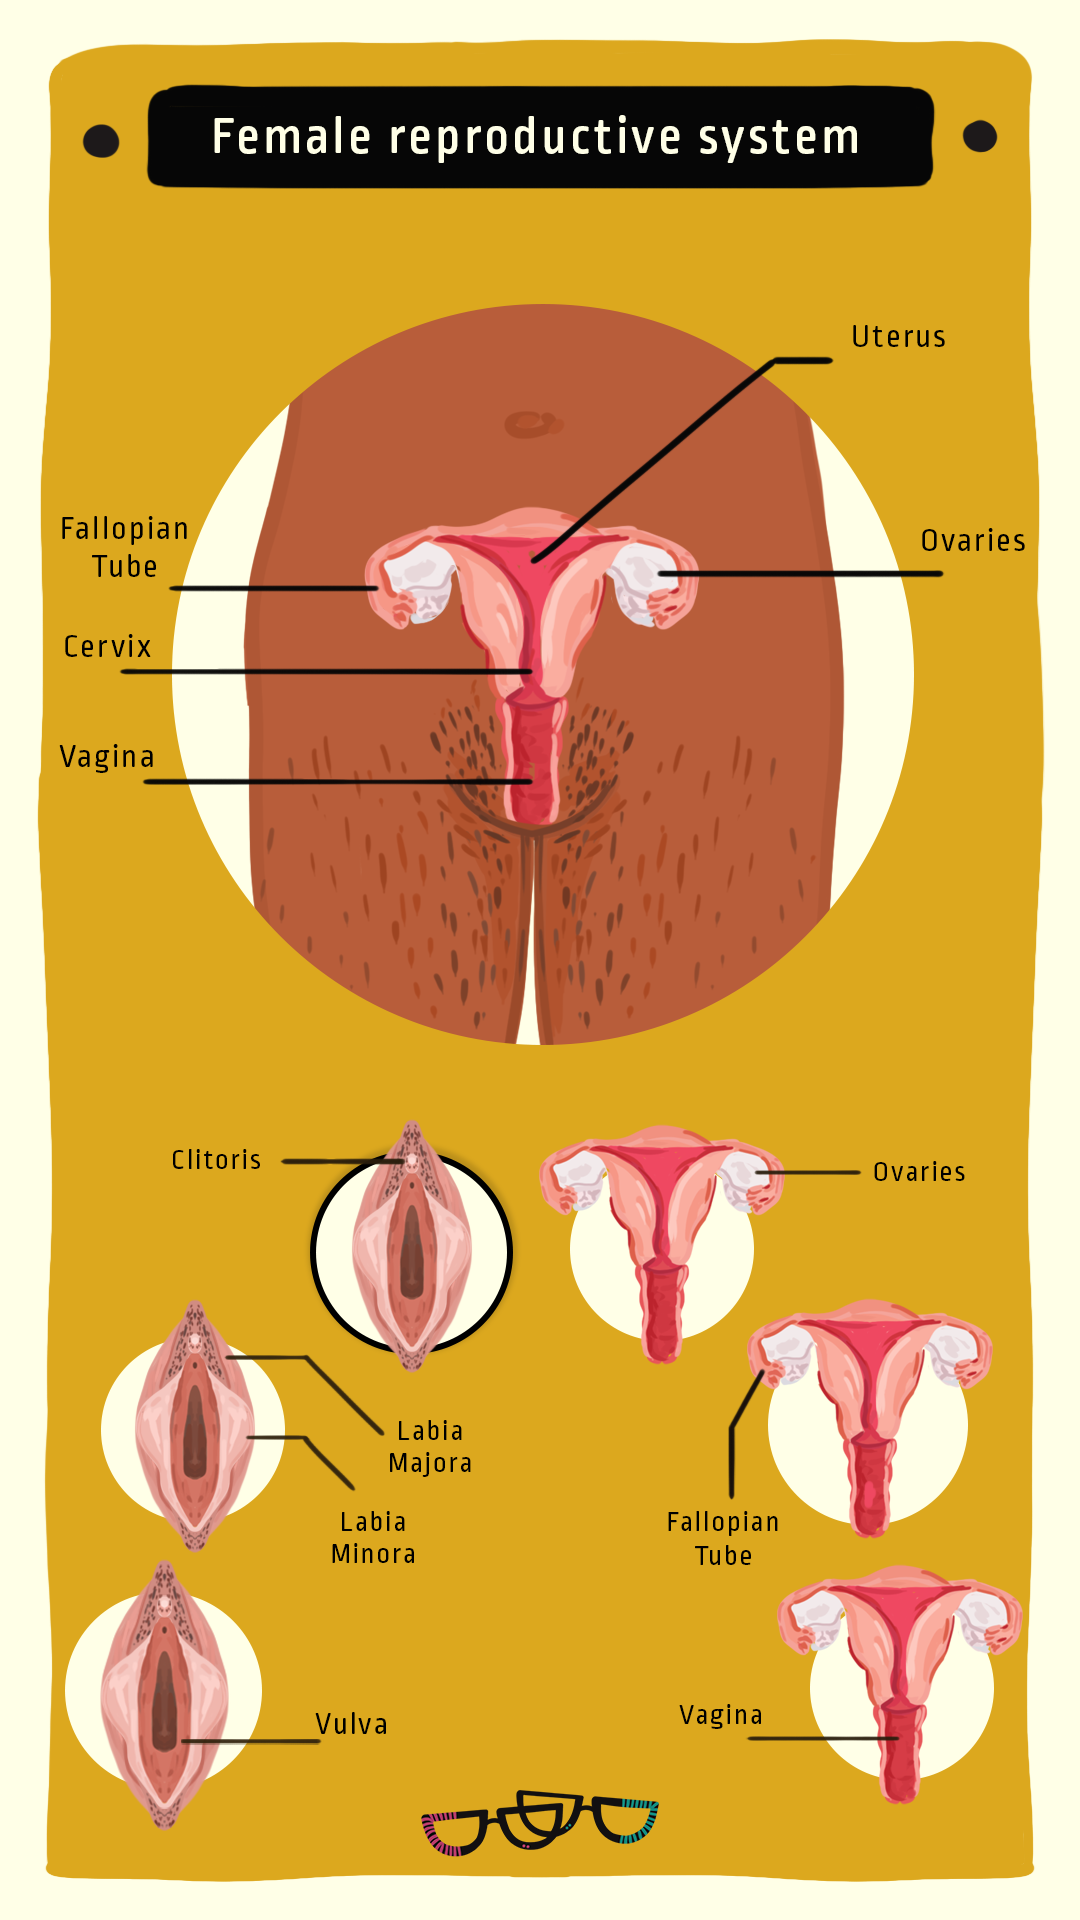 Female reproductive system
Uterus
Fallopian
Tube
Ovaries
Cervix
Vagina
Clitoris
Ovaries
Labia
Majora
Labia
Minora
Fallopian
Tube
Vulva
Vagina